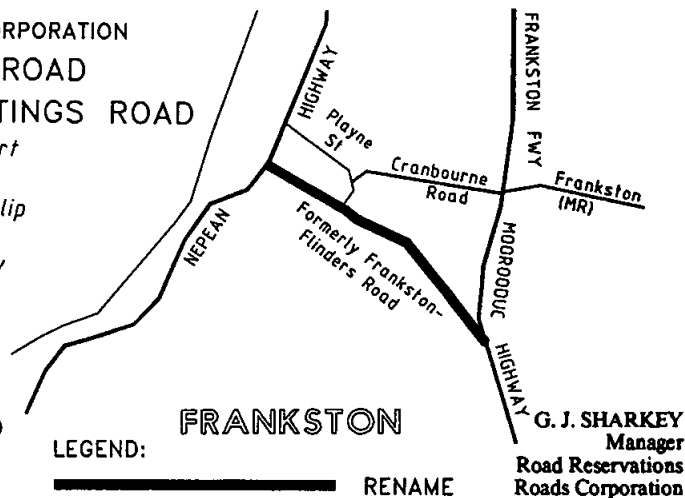 ORPORATION
ROAD
TINGS ROAD
rt
lip
HIGHWAY
Playne
St
FRANKSTON FWY
Cranbourne
Road
Frankston
(MR)
NEPEAN
Formerly Frankston-
Flinders Road
MOOROODUC
HIGHWAY
FRANKSTON
LEGEND:
RENAME
G. J. SHARKEY
Manager
Road Reservations
Roads Corporation